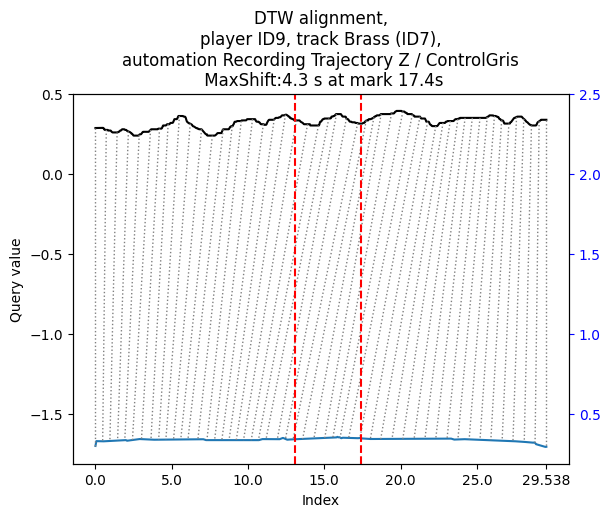 DTW alignment,
player ID9, track Brass (ID7),
automation Recording Trajectory Z / ControlGris
MaxShift:4.3 s at mark 17.4s
0.5
0.0
−0.5
−1.0
−1.5
Query value
2.5
2.0
1.5
1.0
0.5
0.0 5.0 10.0 15.0 20.0 25.0 29.538
Index